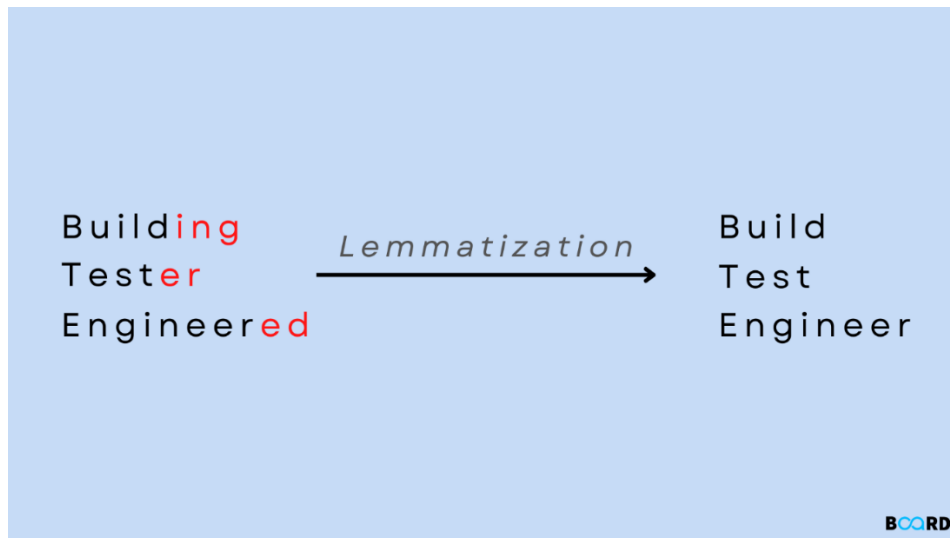 Building
Tester
Engineered
Lemmatization
Build
Test
Engineer
BOARD